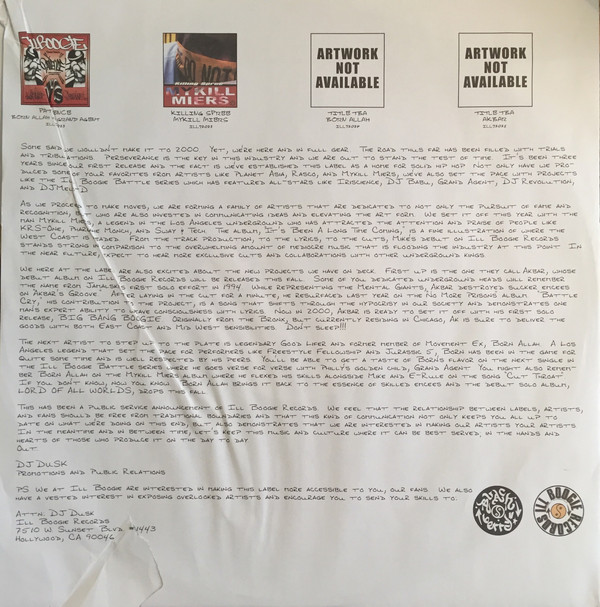 JLBOOGIE
VS
MYKILL
MIERS
ARTWORK
NOT
AVAILABLE
ARTWORK
NOT
AVAILABLE
BORN ALLAH
KILLING SPREE
MYKILL MIERS
TITLE TBA
BORN ALLAH
TITLE TBA
AKBAR
Some said we wouldn't make it to 2000. Yet, we're here and in full gear. The road thus far has been filled with trials
and tribulations. Perseverance is the key in this industry and we are out to stand the test of time. It's been three
years since our first release and the fact is we've established this label as a home for solid hip hop. Not only have we pro
duced some of your favorites from artists like Planet Asia, Rasco, and Mykill Miers, we've also set the pace with projects
like the Ill Boogie Battle series which has featured all-stars like Iriscience, DJ Babu, Grand Agent, DJ Revolution,
and DJ Mel-D.
As we proceed to make moves, we are forming a family of artists that are dedicated to not only the pursuit of fame and
recognition, but who are also invested in communicating ideas and elevating the art form. We set it off this year with the
man Mykill Miers, a legend in the Los Angeles underground who has attracted the attention and praise of people like
KRS-One, Pharoahe Monch, and Sway & Tech. The album, It's Been A Long Time Coming, is a fine illustration of where the
West Coast is headed. From the track production, to the lyrics, to the cuts, Mike's debut on Ill Boogie Records
stands strong in comparison to the overwhelming amount of mediocre music that is flooding the industry at this point. In
the near future, expect to hear more exclusive cuts and collaborations with other underground kings.
We here at the label are also excited about the new projects we have on deck. First up is the one they call Akbar, whose
debut album on Ill Boogie Records will be released this fall. Some of you dedicated underground heads will remember
the name from Jamalski's first solo effort in 1994. While representing the Mental Giants, Akbar destroyed sucker emcees
on Akbar's Groove. After laying in the cut for a minute, he resurfaced last year on the No More Prisons album. Battle
Cry, his contribution to the project, is a song that sifts through the hypocrisy in our society and demonstrates one
man's expert ability to weave consciousness with lyrics. Now in 2000, Akbar is ready to set it off with his first solo
release, BIG BANG BOOGIE. Originally from the Bronx, but currently residing in Chicago, Ak is sure to deliver the
goods with both East Coast and Mid West sensibilities. Don't sleep!!!
The next artist to step up to the plate is legendary Good Lifer and former member of Movement Ex, Born Allah. A Los
Angeles legend that set the pace for performers like Freestyle Fellowship and Jurassic 5, Born has been in the game for
quite some time and is well respected by his peers. You'll be able to get a taste of Born's flavor on the next single in
the Ill Boogie Battle series where he goes verse for verse with Philly's golden child, Grand Agent. You might also remem
ber Born Allah on the Mykill Miers album where he flexed his skills alongside Mike and E-Rule on the song Cut Throat.
If you don't know, now you know. Born Allah brings it back to the essence of skilled emcees and the debut solo album,
LORD OF ALL WORLDS, drops this fall.
This has been a Public Service Announcement of Ill Boogie Records. We feel that the relationship between labels, artists,
and fans should be free from traditional boundaries and that this kind of communication not only keeps you all up to
date on what we're doing on this end, but also demonstrates that we are interested in making our artists your artists.
In the meantime and in between time, let's keep this music and culture where it can be best served, in the hands and
hearts of those who produce it on the day to day.
Out.
DJ Dusk
Promotions and Public Relations
PS We at Ill Boogie are interested in making this label more accessible to you, our fans. We also
have a vested interest in exposing overlooked artists and encourage you to send your skills to.
Attn: DJ Dusk
Ill Boogie Records
7510 W Sunset Blvd #1443
Hollywood, CA 90046
ILL BOOGIE RECORDS